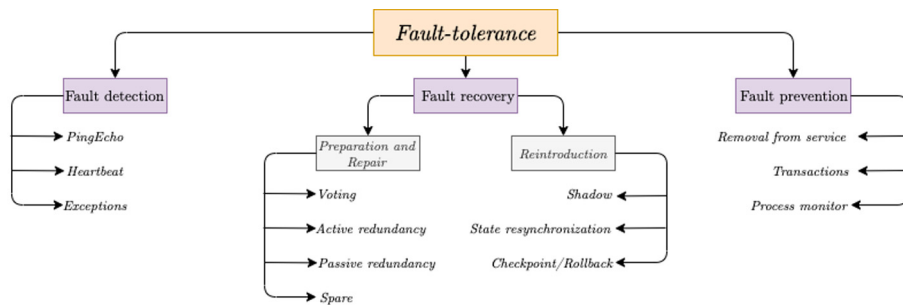 Fault-tolerance
Fault detection
Fault recovery
Fault prevention
PingEcho
Heartbeat
Exceptions
Preparation and
Repair
Voting
Active redundancy
Passive redundancy
Spare
Reintroduction
Shadow
State resynchronization
Checkpoint/Rollback
Removal from service
Transactions
Process monitor